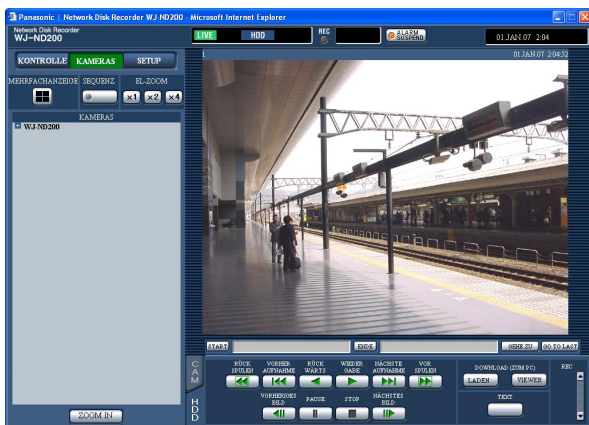 Panasonic | Network Disk Recorder WJ-ND200 - Microsoft Internet Explorer
Network Disk Recorder
WJ-ND200
LIVE HDD REC ALARM SUSPEND 01.JAN.07 2:04
KONTROLLE KAMERAS SETUP
1 01.JAN.07 2:04:52
MEHRFACHANZEIGE SEQUENZ EL-ZOOM
x1 x2 x4
KAMERAS
WJ-ND200
START ENDE GEHE ZU GO TO LAST
CAM
RÜCK SPULEN VORHER AUFNAHME RÜCK WÄRTS WIEDER GABE NÄCHSTE AUFNAHME VOR SPULEN
DOWNLOAD (ZUM PC) REC
LADEN VIEWER
HDD
VORHERDES BILD PAUSE STOP NÄCHSTES BILD
TEXT
ZOOM IN